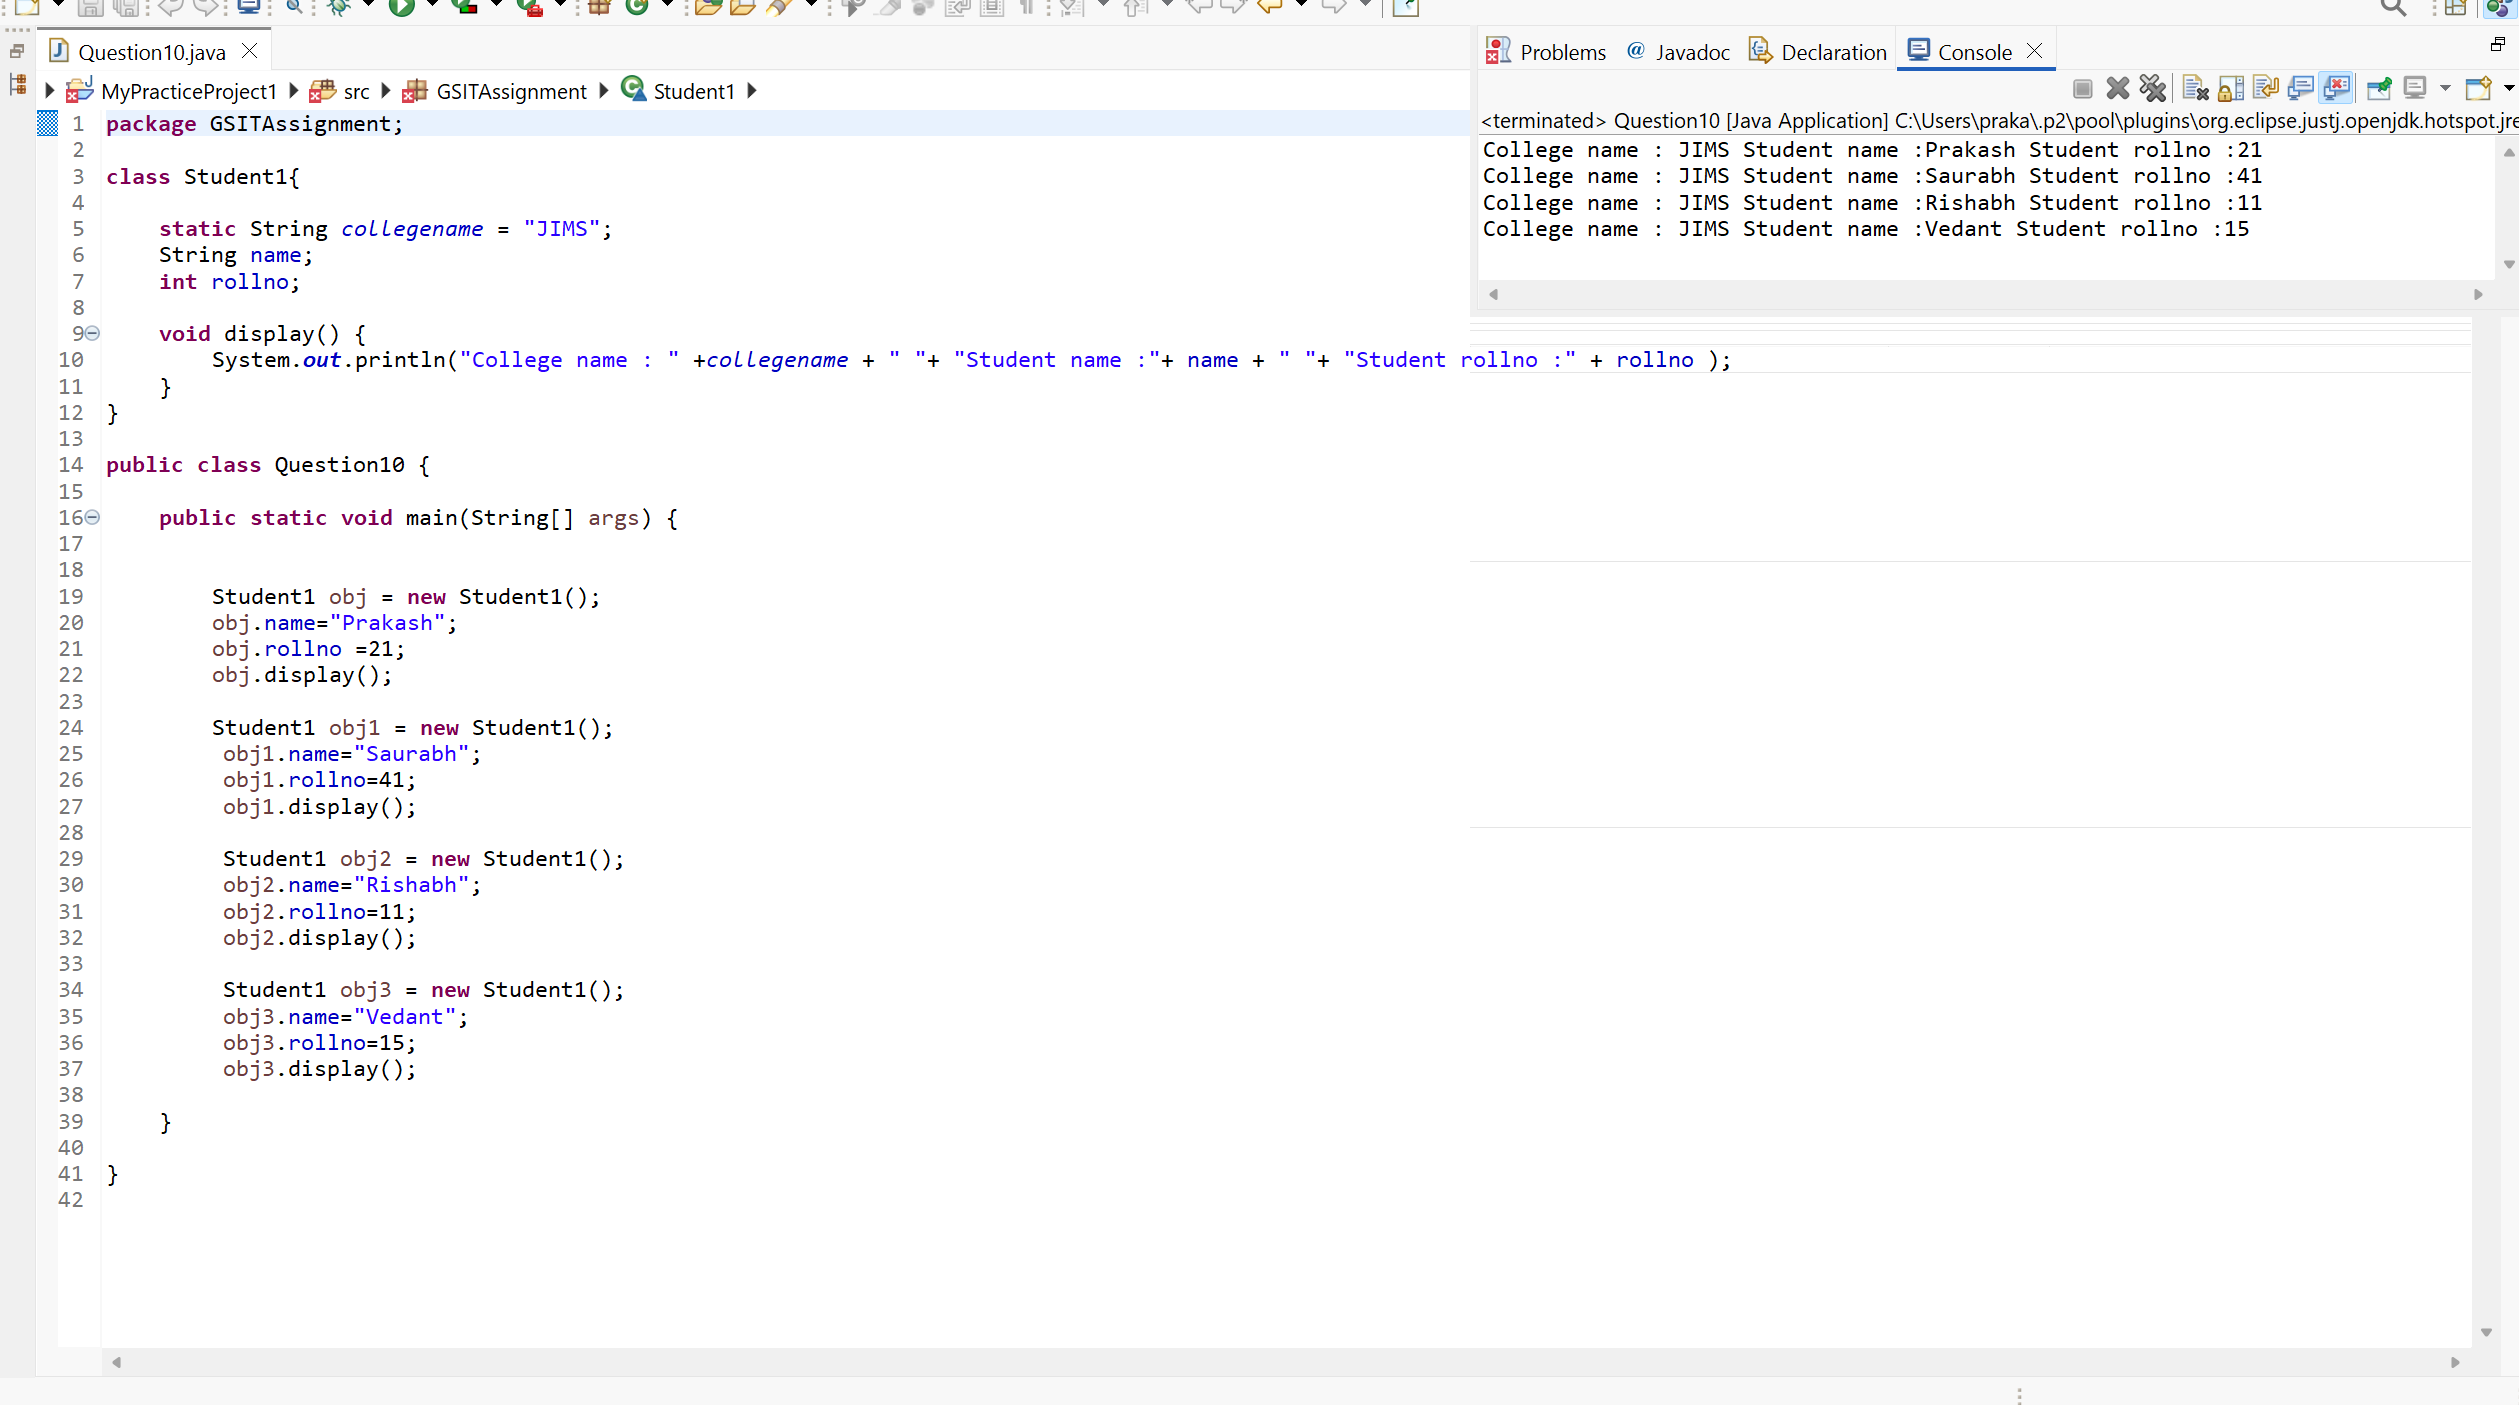 Question10.java
MyPracticeProject1 src GSITAssignment Student1
1 package GSITAssignment;
2
3 class Student1{
4
5     static String collegename = "JIMS";
6     String name;
7     int rollno;
8
9     void display() {
10         System.out.println("College name : " +collegename + " "+ "Student name :"+ name + " "+ "Student rollno :" + rollno );
11     }
12 }
13
14 public class Question10 {
15
16     public static void main(String[] args) {
17
18
19         Student1 obj = new Student1();
20         obj.name="Prakash";
21         obj.rollno =21;
22         obj.display();
23
24         Student1 obj1 = new Student1();
25          obj1.name="Saurabh";
26          obj1.rollno=41;
27          obj1.display();
28
29          Student1 obj2 = new Student1();
30          obj2.name="Rishabh";
31          obj2.rollno=11;
32          obj2.display();
33
34          Student1 obj3 = new Student1();
35          obj3.name="Vedant";
36          obj3.rollno=15;
37          obj3.display();
38
39     }
40
41 }
42
Problems @ Javadoc Declaration Console
<terminated> Question10 [Java Application] C:\Users\praka\.p2\pool\plugins\org.eclipse.justj.openjdk.hotspot.jre
College name : JIMS Student name :Prakash Student rollno :21
College name : JIMS Student name :Saurabh Student rollno :41
College name : JIMS Student name :Rishabh Student rollno :11
College name : JIMS Student name :Vedant Student rollno :15